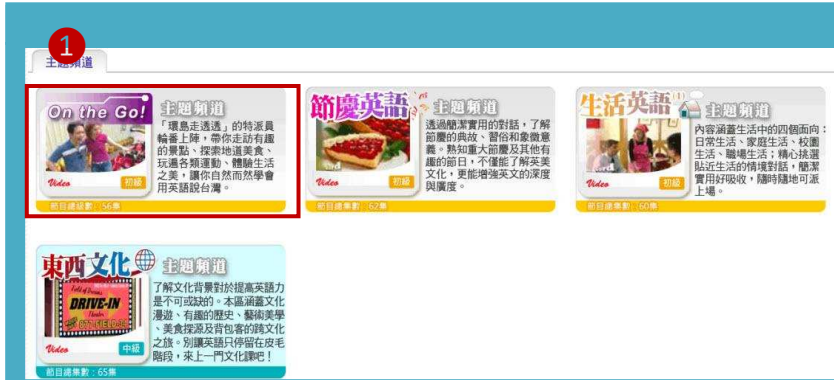 1
主題頻道
On the Go!
主題頻道
「環島走透透」的特派員
輪番上陣，帶你走訪有趣
的景點、探索地道美食、
玩遍各類運動、體驗生活
之美，讓你自然而然學會
用英語說台灣。
Video
初級
節目總集數：56集
節慶英語
主題頻道
透過簡潔實用的對話，了解
節慶的典故、習俗和象徵意
義。熟知重大節慶及其他有
趣的節日，不僅能了解英美
文化，更能增強英文的深度
與廣度。
Video
初級
節目總集數：62集
生活英語(1)
主題頻道
內容涵蓋生活中的四個面向：
日常生活、家庭生活、校園
生活、職場生活；精心挑選
貼近生活的情境對話，簡潔
實用好吸收，隨時隨地可派
上場。
Video
初級
節目總集數：60集
東西文化
主題頻道
了解文化背景對於提高英語力
是不可或缺的。本區涵蓋文化
漫遊、有趣的歷史、藝術美學
、美食探源及背包客的跨文化
之旅。別讓英語只停留在皮毛
階段，來上一門文化課吧！
DRIVE-IN
Theater
Video
中級
節目總集數：65集